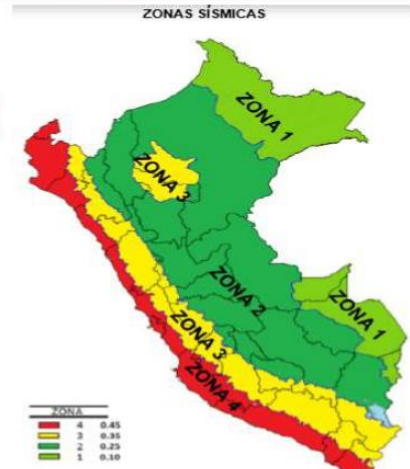 ZONAS SÍSMICAS
ZONA 1
ZONA 3
ZONA 2
ZONA 1
ZONA 3
ZONA 4
ZONA
4 0.45
3 0.35
2 0.25
1 0.10